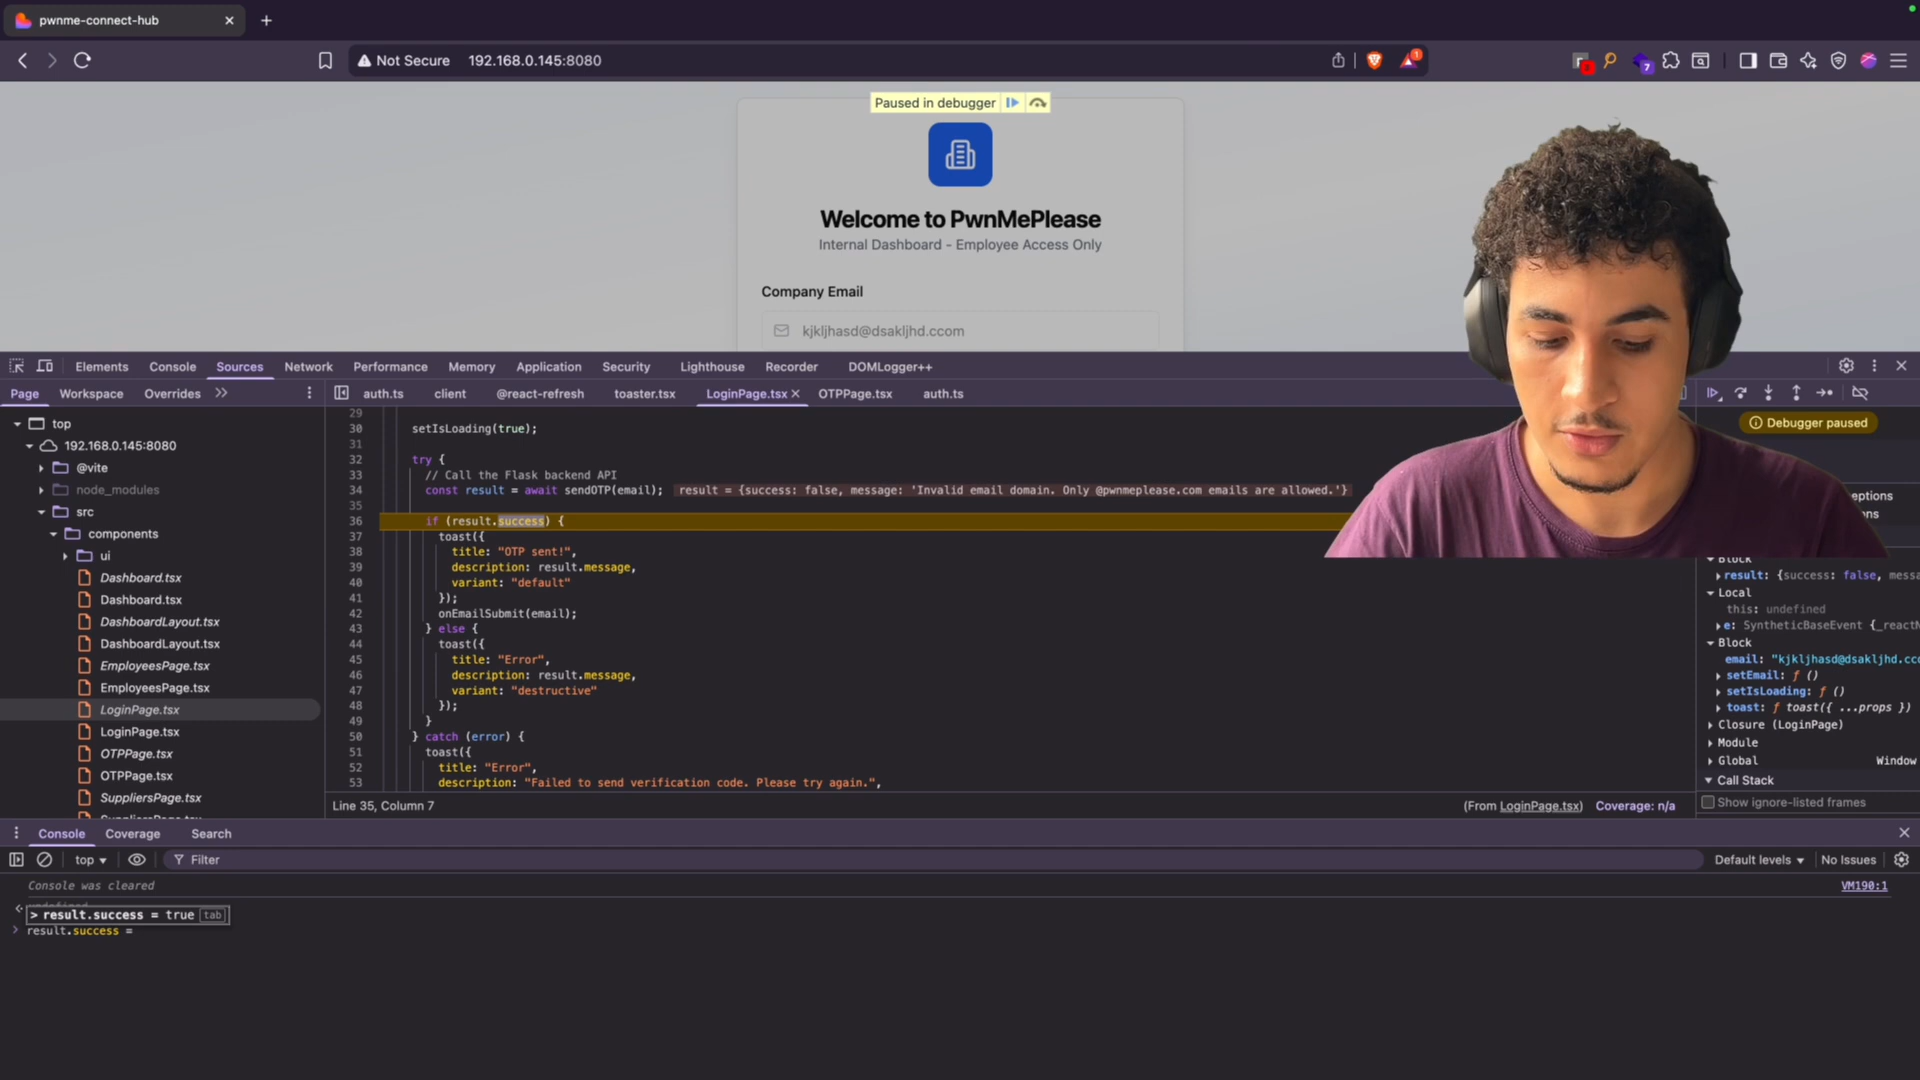 pwnme-connect-hub
Not Secure 192.168.0.145:8080
1
7
Paused in debugger
Welcome to PwnMePlease
Internal Dashboard - Employee Access Only
Company Email
kjkljhasd@dsakljhd.ccom
Elements Console Sources Network Performance Memory Application Security Lighthouse Recorder DOMLogger++
Page Workspace Overrides
auth.ts client @react-refresh toaster.tsx LoginPage.tsx OTPPage.tsx auth.ts
Debugger paused
top
192.168.0.145:8080
@vite
node_modules
src
components
ui
Dashboard.tsx
Dashboard.tsx
DashboardLayout.tsx
DashboardLayout.tsx
EmployeesPage.tsx
EmployeesPage.tsx
LoginPage.tsx
LoginPage.tsx
OTPPage.tsx
OTPPage.tsx
SuppliersPage.tsx
29
30 setIsLoading(true);
31
32 try {
33 // Call the Flask backend API
34 const result = await sendOTP(email); result = {success: false, message: 'Invalid email domain. Only @pwnmeplease.com emails are allowed.'}
35
36 if (result.success) {
37 toast({
38 title: "OTP sent!",
39 description: result.message,
40 variant: "default"
41 });
42 onEmailSubmit(email);
43 } else {
44 toast({
45 title: "Error",
46 description: result.message,
47 variant: "destructive"
48 });
49 }
50 } catch (error) {
51 toast({
52 title: "Error",
53 description: "Failed to send verification code. Please try again.",
Line 35, Column 7
(From LoginPage.tsx) Coverage: n/a
Block
result: {success: false, messa
Local
this: undefined
e: SyntheticBaseEvent {_reactN
Block
email: "kjkljhasd@dsakljhd.cco
setEmail: ƒ ()
setIsLoading: ƒ ()
toast: ƒ toast({ ...props })
Closure (LoginPage)
Module
Global Window
Call Stack
Show ignore-listed frames
Console Coverage Search
top Filter
Default levels No Issues
Console was cleared
VM190:1
> result.success = true tab
> result.success =